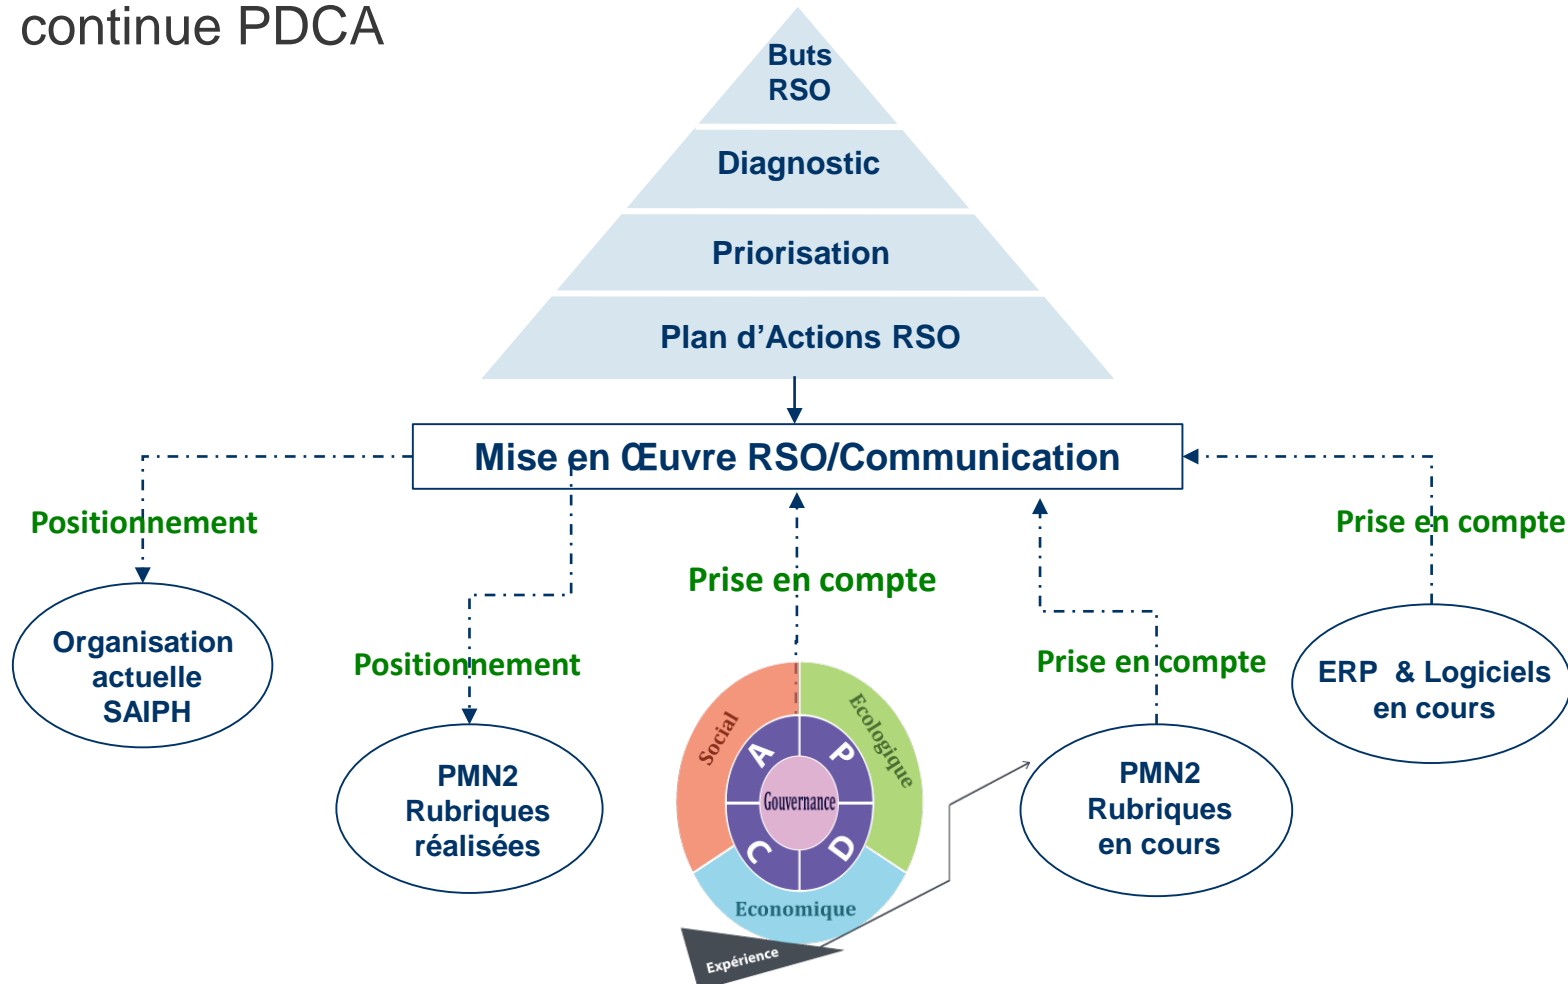 continue PDCA
Buts
RSO
Diagnostic
Priorisation
Plan d’Actions RSO
Mise en Œuvre RSO/Communication
Positionnement
Prise en compte
Prise en compte
Positionnement
Prise en compte
Organisation
actuelle
SAIPH
ERP & Logiciels
en cours
PMN2
Rubriques
réalisées
Social
Ecologique
A
P
Gouvernance
C
D
Economique
Expérience
PMN2
Rubriques
en cours